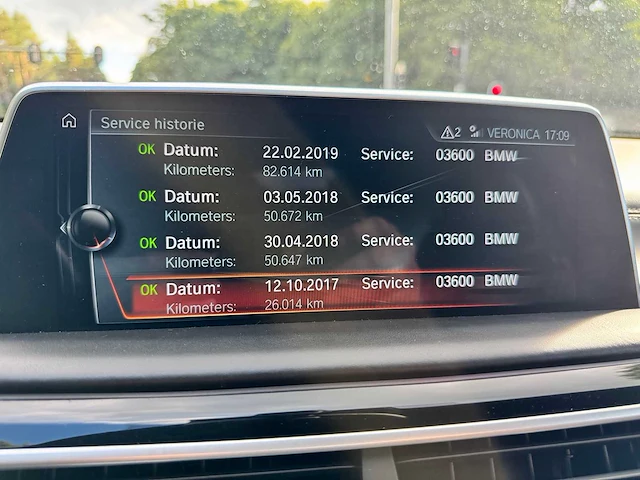 Service historie
2 VERONICA 17:09
OK Datum: 22.02.2019 Service: 03600 BMW
Kilometers: 82.614 km
OK Datum: 03.05.2018 Service: 03600 BMW
Kilometers: 50.672 km
OK Datum: 30.04.2018 Service: 03600 BMW
Kilometers: 50.647 km
OK Datum: 12.10.2017 Service: 03600 BMW
Kilometers: 26.014 km